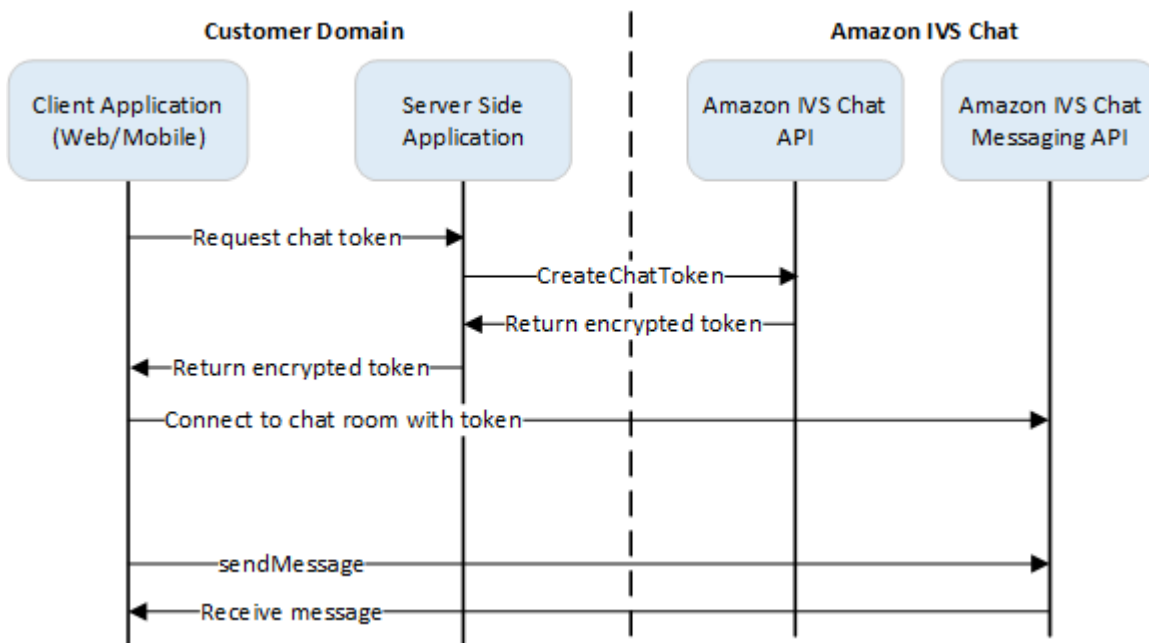 Customer Domain
Amazon IVS Chat
Client Application
(Web/Mobile)
Server Side
Application
Amazon IVS Chat
API
Amazon IVS Chat
Messaging API
Request chat token
CreateChatToken
Return encrypted token
Return encrypted token
Connect to chat room with token
sendMessage
Receive message